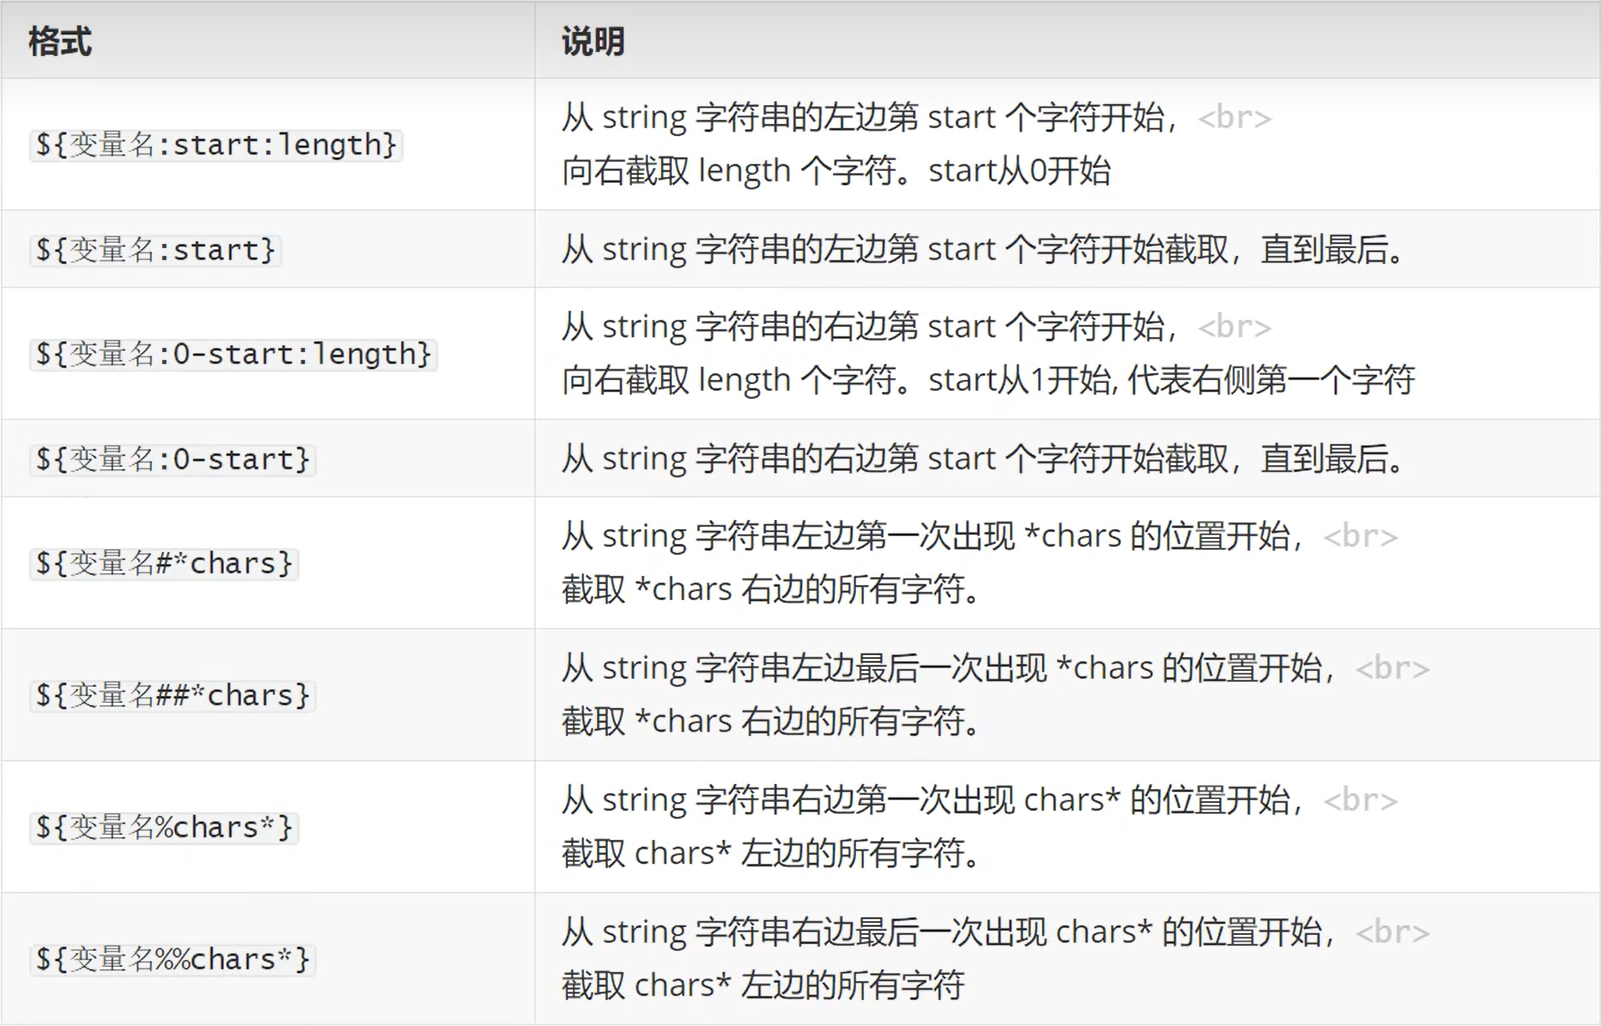 格式
说明
${变量名:start:length}
从 string 字符串的左边第 start 个字符开始，<br>
向右截取 length 个字符。start从0开始
${变量名:start}
从 string 字符串的左边第 start 个字符开始截取，直到最后。
${变量名:0-start:length}
从 string 字符串的右边第 start 个字符开始，<br>
向右截取 length 个字符。start从1开始, 代表右侧第一个字符
${变量名:0-start}
从 string 字符串的右边第 start 个字符开始截取，直到最后。
${变量名#*chars}
从 string 字符串左边第一次出现 *chars 的位置开始，<br>
截取 *chars 右边的所有字符。
${变量名##*chars}
从 string 字符串左边最后一次出现 *chars 的位置开始，<br>
截取 *chars 右边的所有字符。
${变量名%chars*}
从 string 字符串右边第一次出现 chars* 的位置开始，<br>
截取 chars* 左边的所有字符。
${变量名%%chars*}
从 string 字符串右边最后一次出现 chars* 的位置开始，<br>
截取 chars* 左边的所有字符